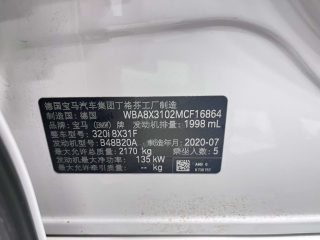 德国宝马汽车集团丁格芬工厂制造
制造国：德国 WBA8X3102MCF16864
品牌：宝马（BMW） 发动机排量：1998 mL
整车型号：320i 8X31F
发动机型号：B48B20A 制造年月：2020-07
最大允许总质量：2170 kg 乘坐人数：5
发动机最大净功率：135 kW
最大允许牵引质量：-- kg